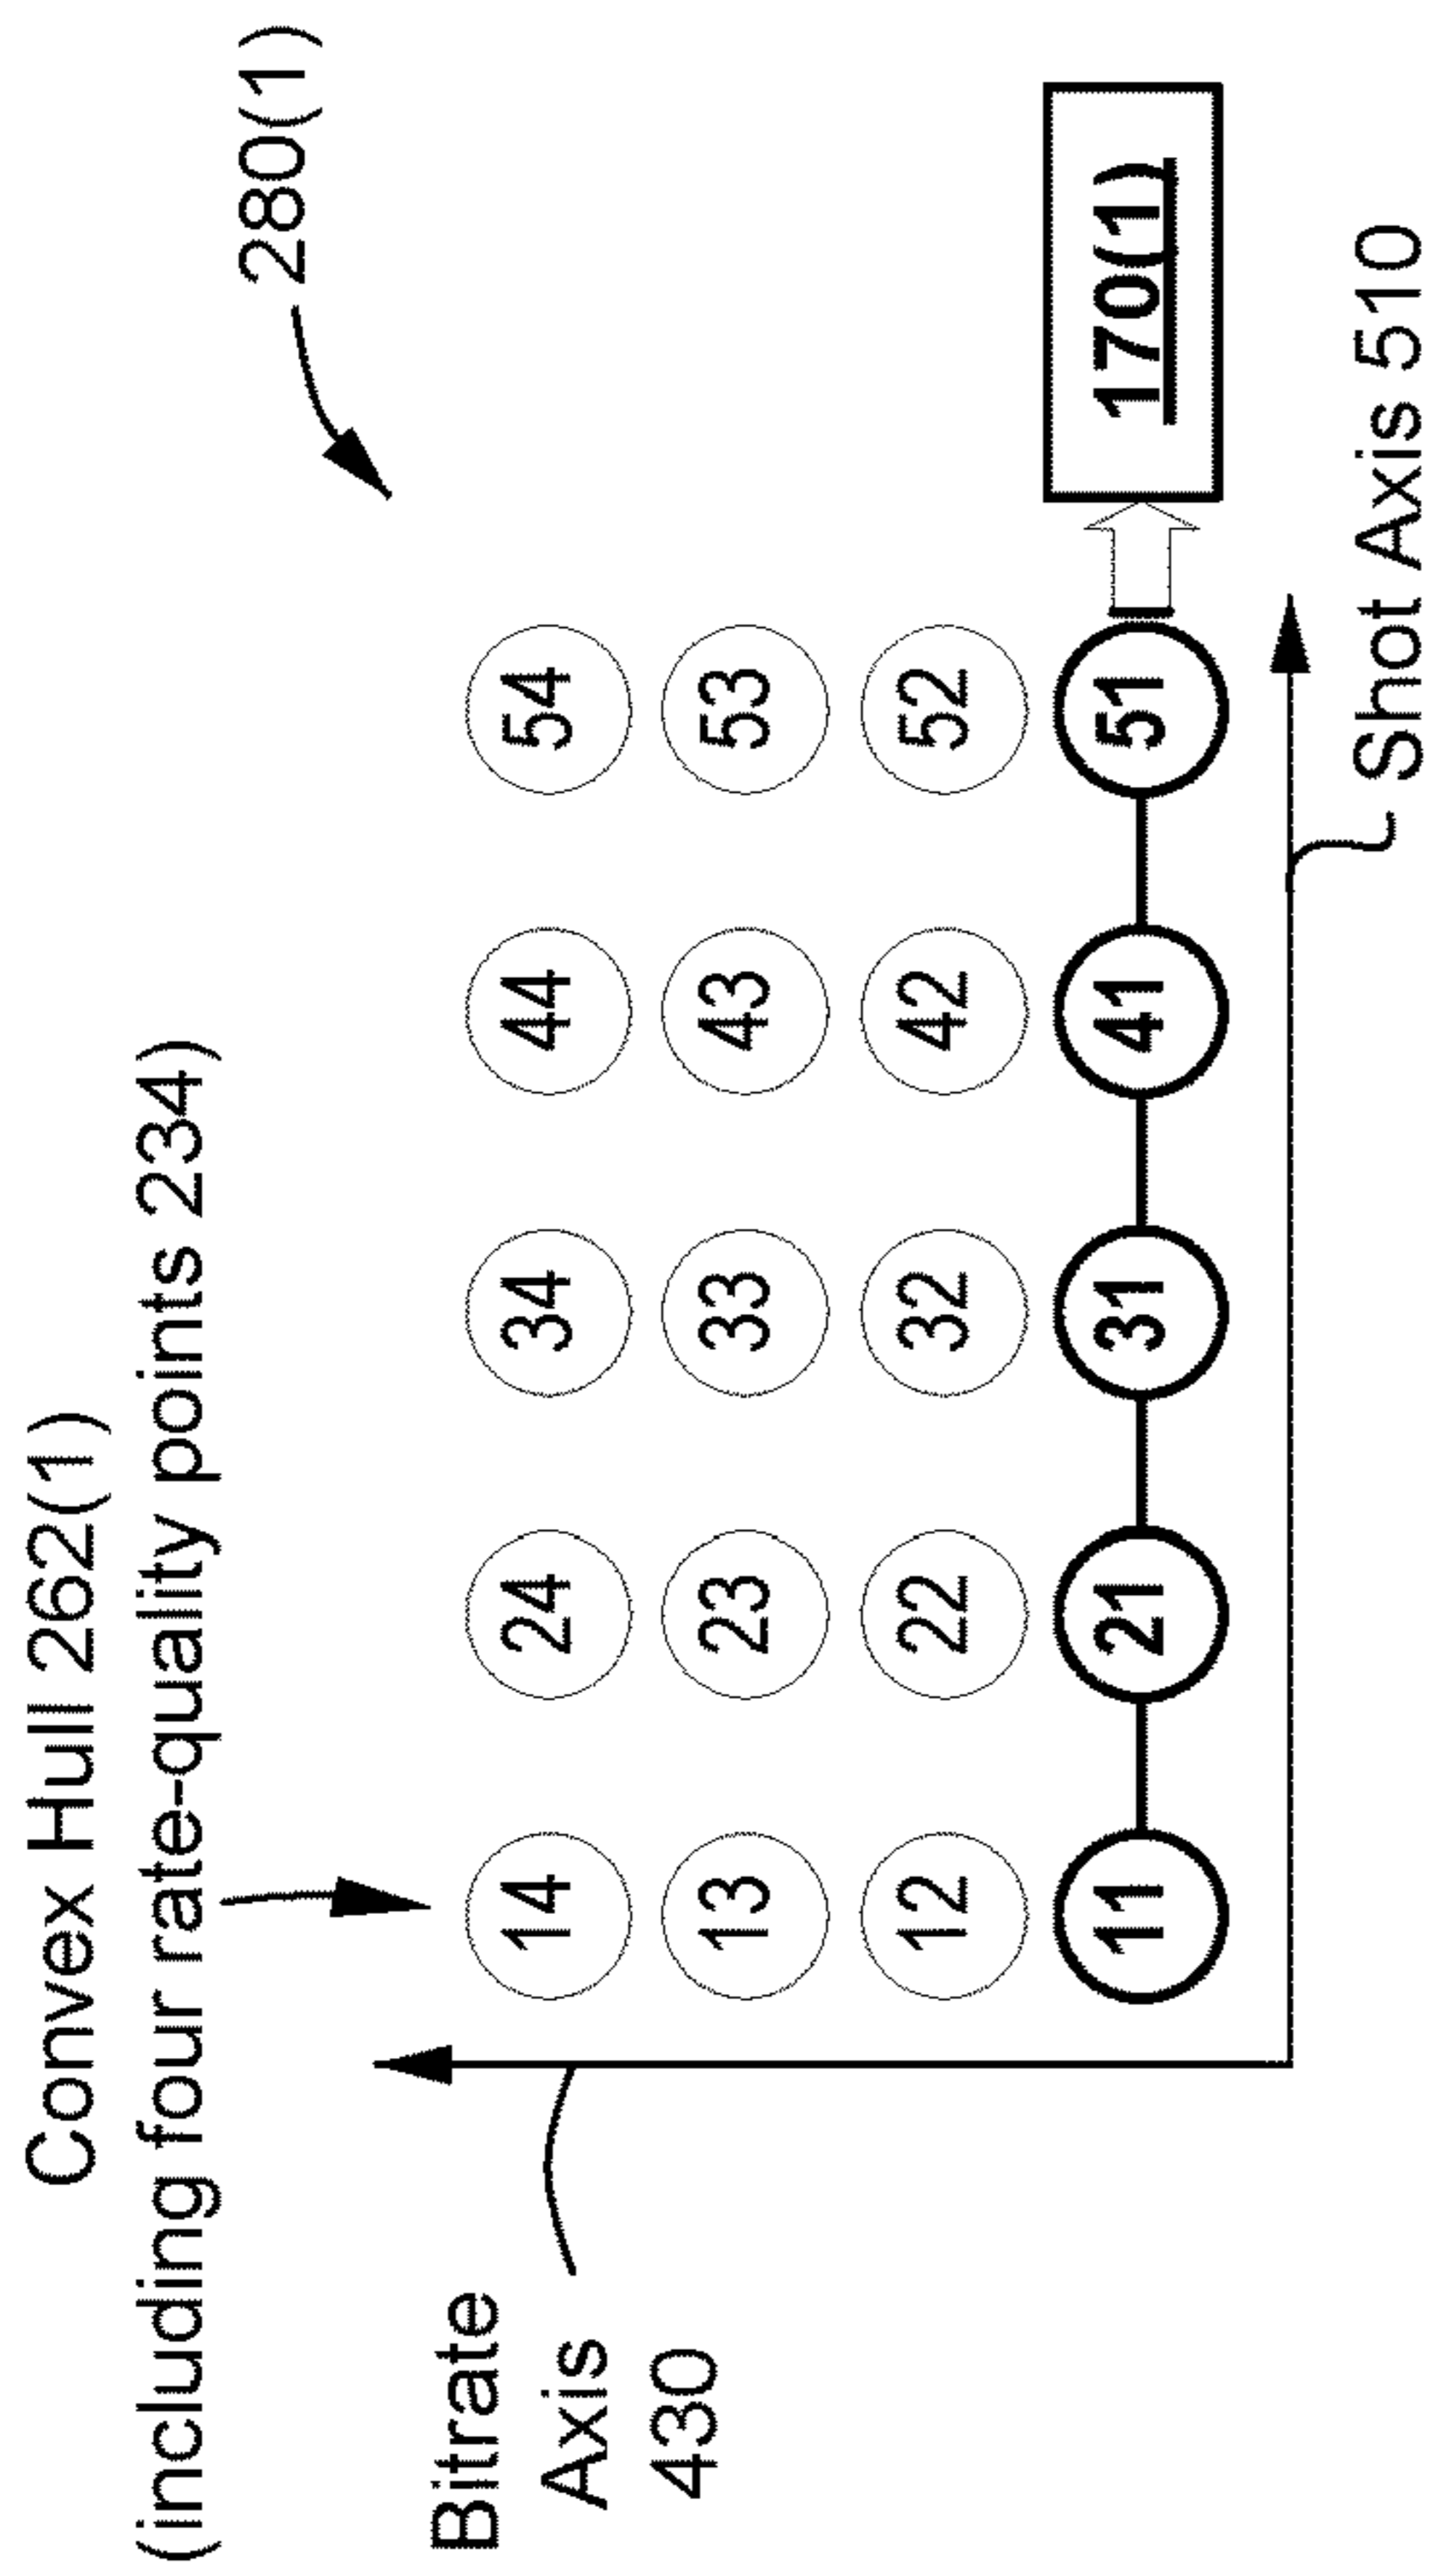 Convex Hull 262(1)
(including four rate-quality points 234)
280(1)
Bitrate
Axis
430
14 24 34 44 54
13 23 33 43 53
12 22 32 42 52
11 21 31 41 51
170(1)
Shot Axis 510